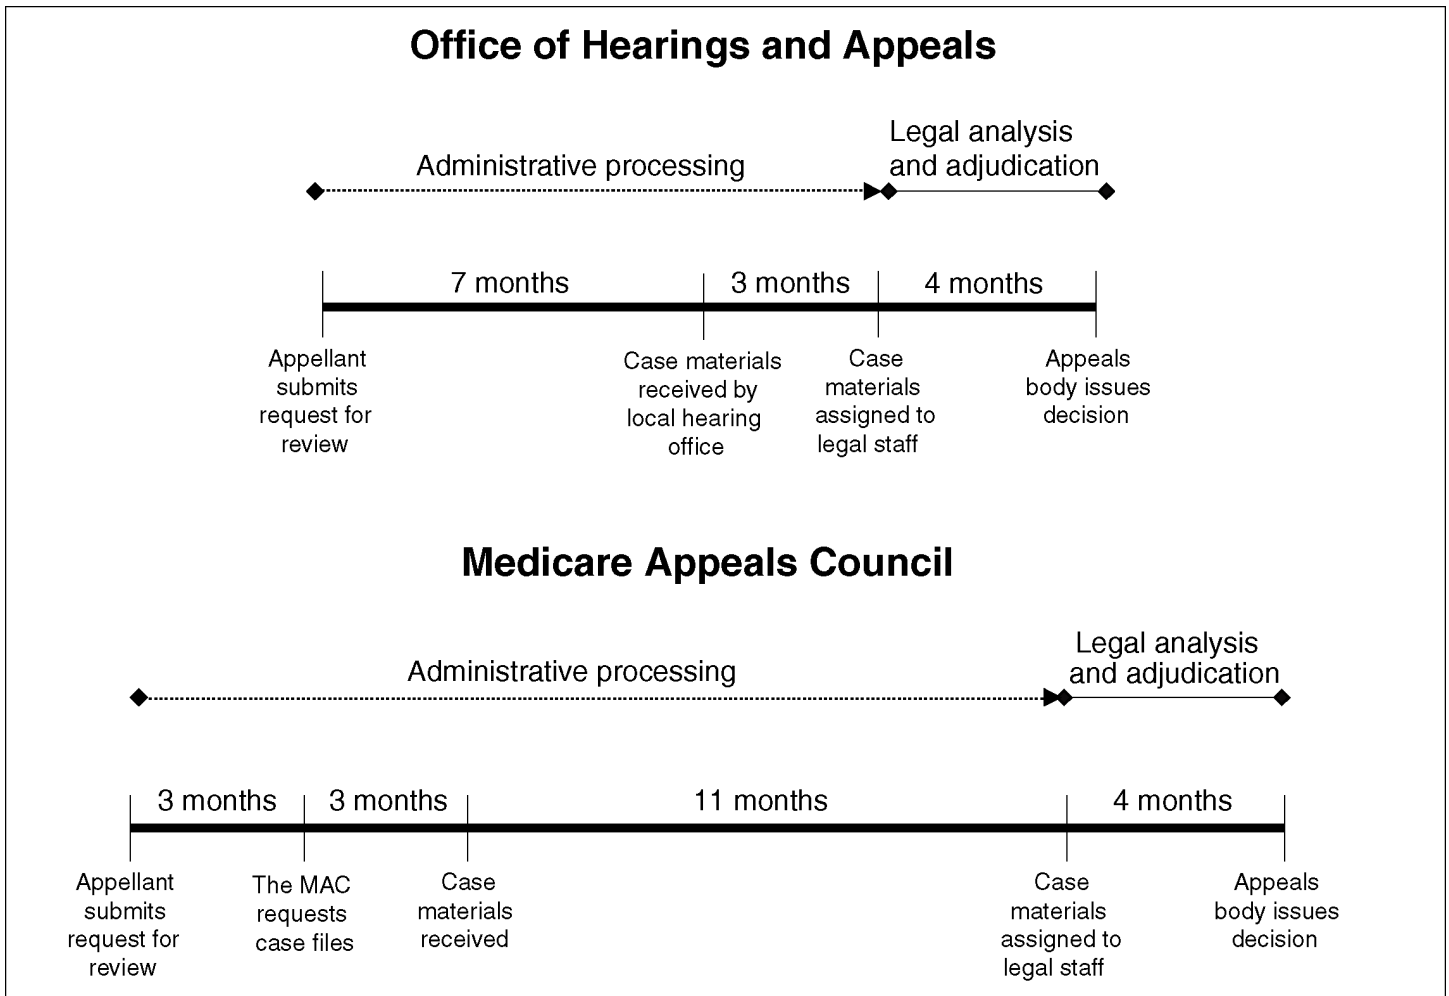 Office of Hearings and Appeals
Administrative processing
Legal analysis
and adjudication
7 months
3 months
4 months
Appellant
submits
request for
review
Case materials
received by
local hearing
office
Case
materials
assigned to
legal staff
Appeals
body issues
decision
Medicare Appeals Council
Administrative processing
Legal analysis
and adjudication
3 months
3 months
11 months
4 months
Appellant
submits
request for
review
The MAC
requests
case files
Case
materials
received
Case
materials
assigned to
legal staff
Appeals
body issues
decision